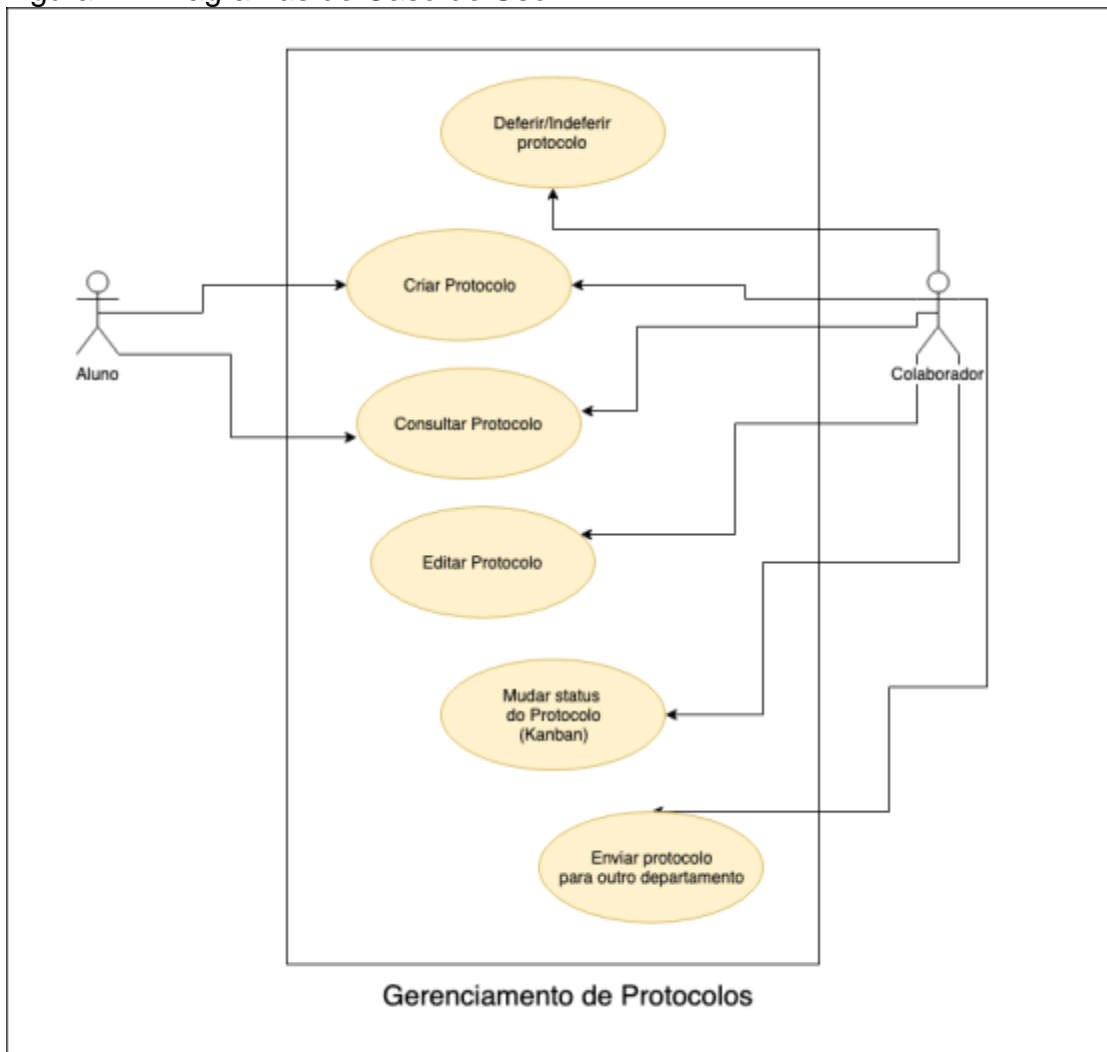 Deferir/Indeferir
protocolo
Criar Protocolo
Aluno
Colaborador
Consultar Protocolo
Editar Protocolo
Mudar status
do Protocolo
(Kanban)
Enviar protocolo
para outro departamento
Gerenciamento de Protocolos